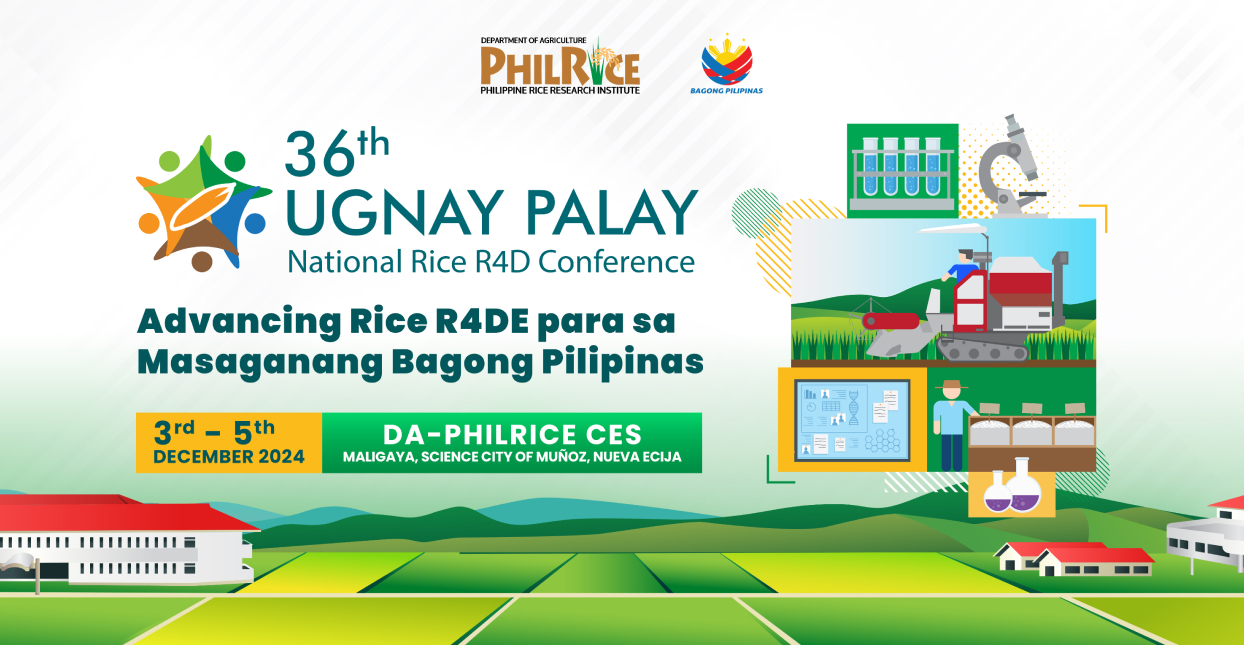 DEPARTMENT OF AGRICULTURE
PHILRICE
PHILIPPINE RICE RESEARCH INSTITUTE
BAGONG PILIPINAS
36th
UGNAY PALAY
National Rice R4D Conference
Advancing Rice R4DE para sa
Masaganang Bagong Pilipinas
3rd – 5th
DECEMBER 2024
DA-PHILRICE CES
MALIGAYA, SCIENCE CITY OF MUÑOZ, NUEVA ECIJA